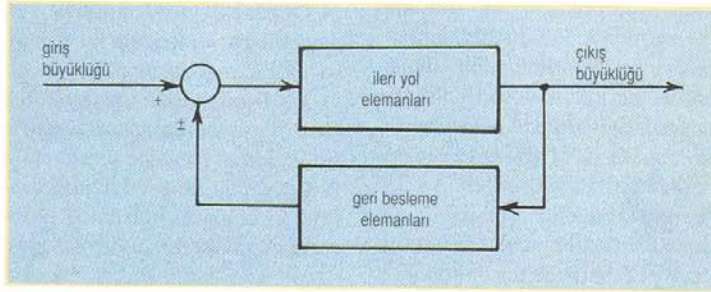 giriş
büyüklüğü
+
±
ileri yol
elemanları
çıkış
büyüklüğü
geri besleme
elemanları